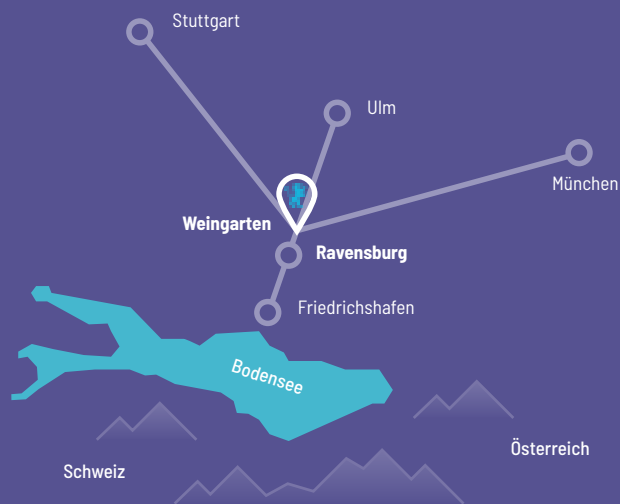 Stuttgart
Ulm
München
Weingarten
Ravensburg
Friedrichshafen
Bodensee
Österreich
Schweiz